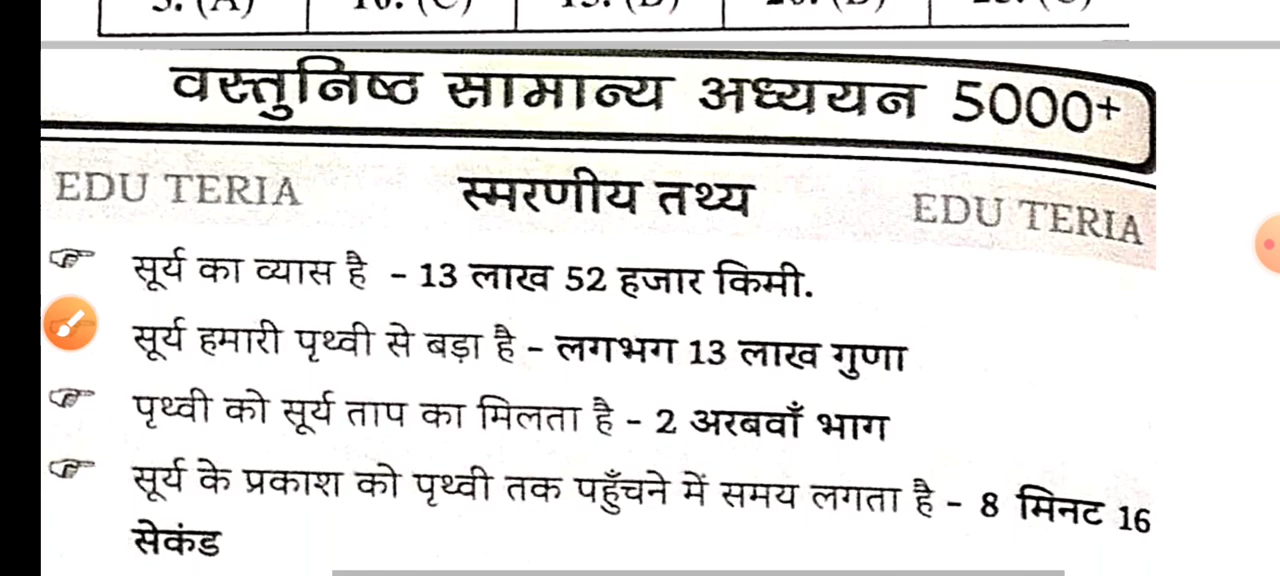 वस्तुनिष्ठ सामान्य अध्ययन 5000+
EDU TERIA स्मरणीय तथ्य EDU TERIA
सूर्य का व्यास है - 13 लाख 52 हजार किमी.
सूर्य हमारी पृथ्वी से बड़ा है - लगभग 13 लाख गुणा
पृथ्वी को सूर्य ताप का मिलता है - 2 अरबवाँ भाग
सूर्य के प्रकाश को पृथ्वी तक पहुँचने में समय लगता है - 8 मिनट 16
सेकंड